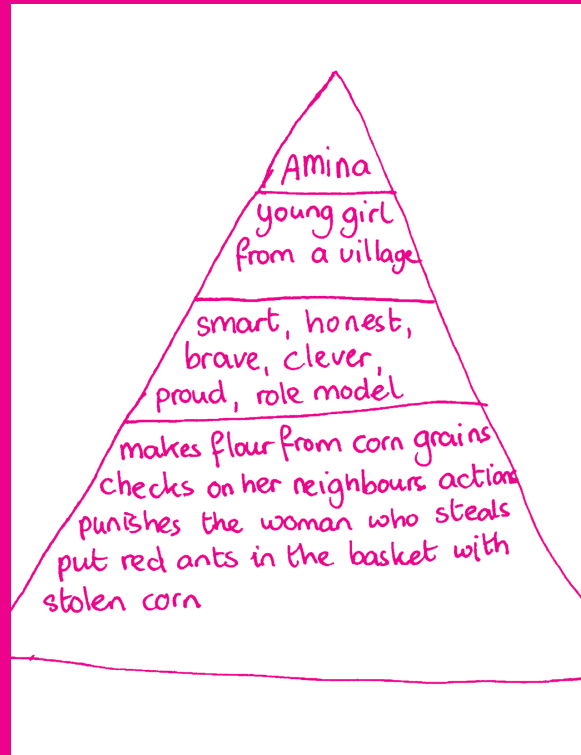 Amina
young girl
from a village
smart, honest,
brave, clever,
proud, role model
makes flour from corn grains
checks on her neighbours actions
punishes the woman who steals
put red ants in the basket with
stolen corn